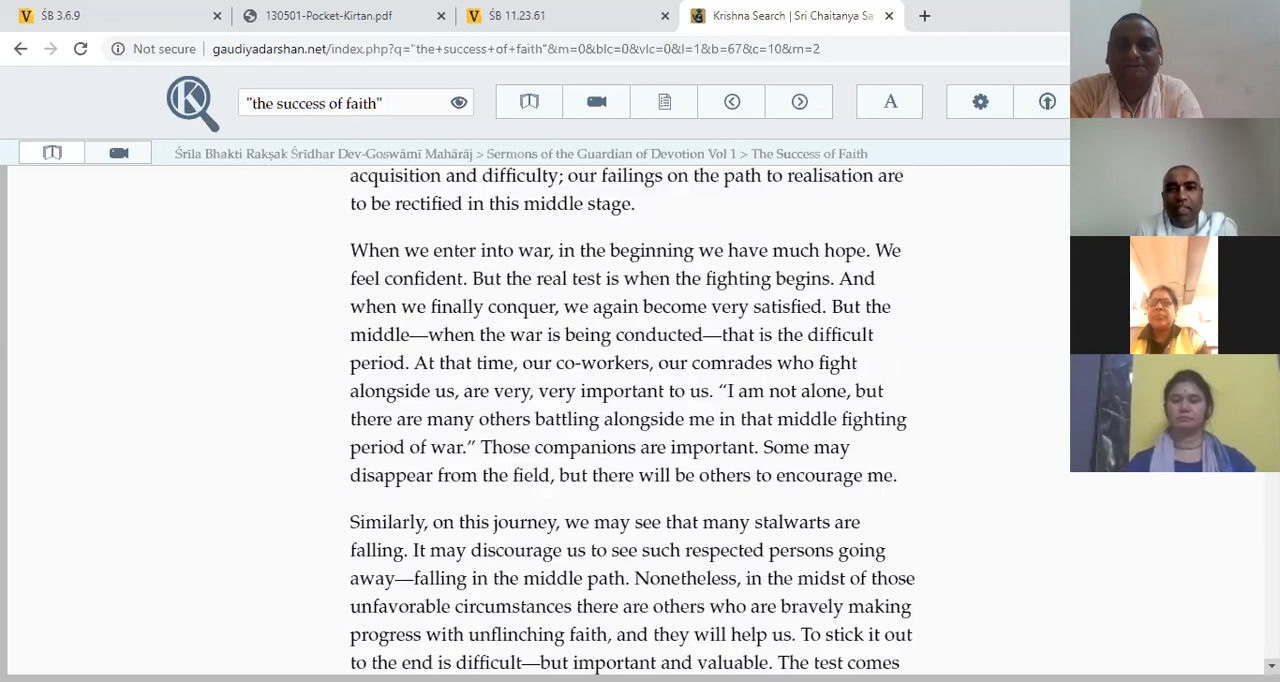 ŚB 3.6.9
130501-Pocket-Kirtan.pdf
ŚB 11.23.61
Krishna Search | Sri Chaitanya Sa
Not secure
gaudiyadarshan.net/index.php?q="the+success+of+faith"&m=0&blc=0&vlc=0&l=1&b=67&c=10&rn=2
K
"the success of faith"
A
Śrīla Bhakti Rakṣak Śrīdhar Dev-Goswāmī Mahārāj > Sermons of the Guardian of Devotion Vol 1 > The Success of Faith
acquisition and difficulty; our failings on the path to realisation are
to be rectified in this middle stage.
When we enter into war, in the beginning we have much hope. We
feel confident. But the real test is when the fighting begins. And
when we finally conquer, we again become very satisfied. But the
middle—when the war is being conducted—that is the difficult
period. At that time, our co-workers, our comrades who fight
alongside us, are very, very important to us. “I am not alone, but
there are many others battling alongside me in that middle fighting
period of war.” Those companions are important. Some may
disappear from the field, but there will be others to encourage me.
Similarly, on this journey, we may see that many stalwarts are
falling. It may discourage us to see such respected persons going
away—falling in the middle path. Nonetheless, in the midst of those
unfavorable circumstances there are others who are bravely making
progress with unflinching faith, and they will help us. To stick it out
to the end is difficult—but important and valuable. The test comes